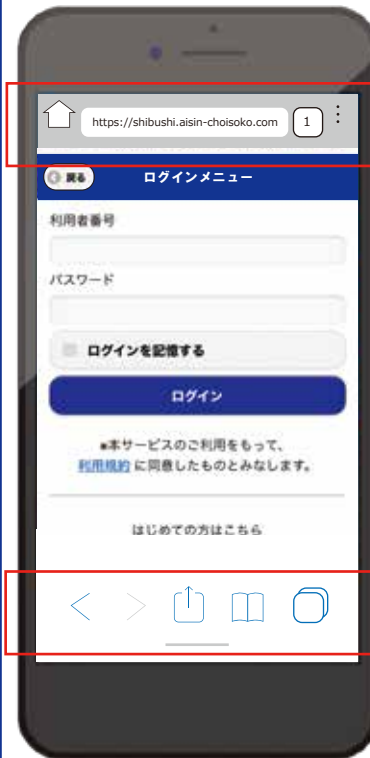 https://shibushi.aisin-choisoko.com
1
戻る
ログインメニュー
利用者番号
パスワード
ログインを記憶する
ログイン
※本サービスのご利用をもって、
利用規約 に同意したものとみなします。
はじめての方はこちら